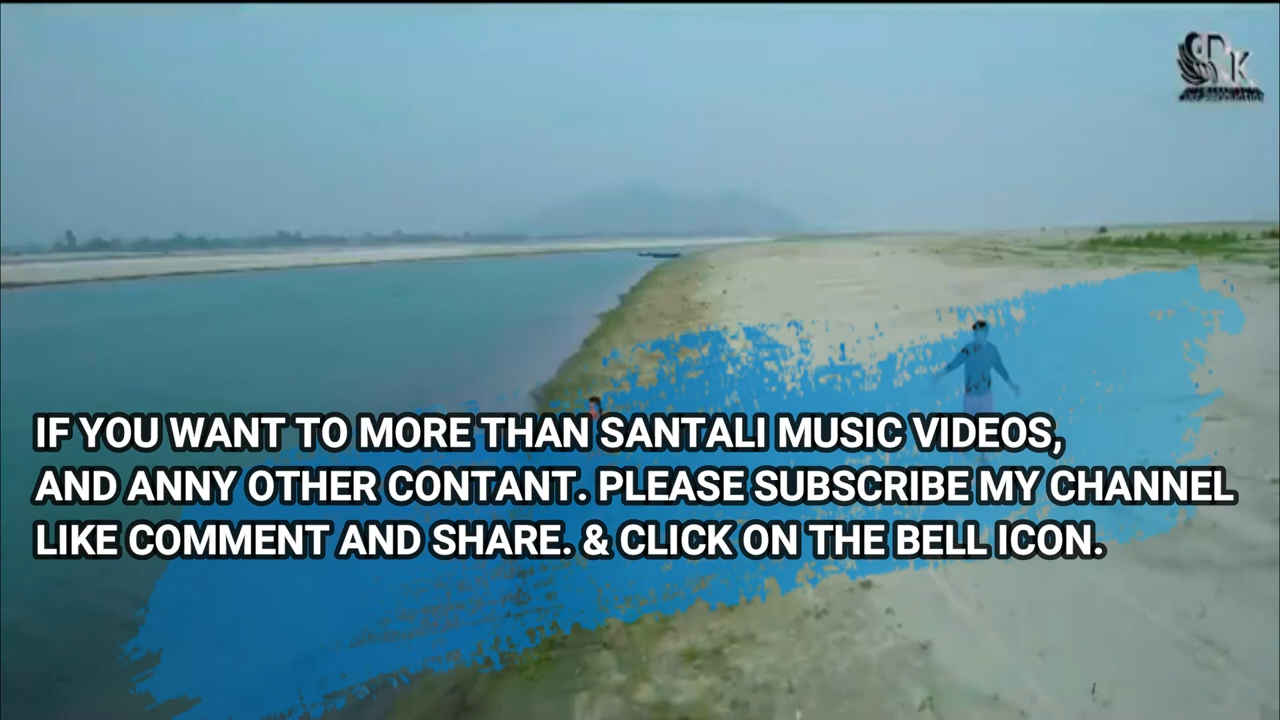 IF YOU WANT TO MORE THAN SANTALI MUSIC VIDEOS,
AND ANNY OTHER CONTANT. PLEASE SUBSCRIBE MY CHANNEL
LIKE COMMENT AND SHARE. & CLICK ON THE BELL ICON.